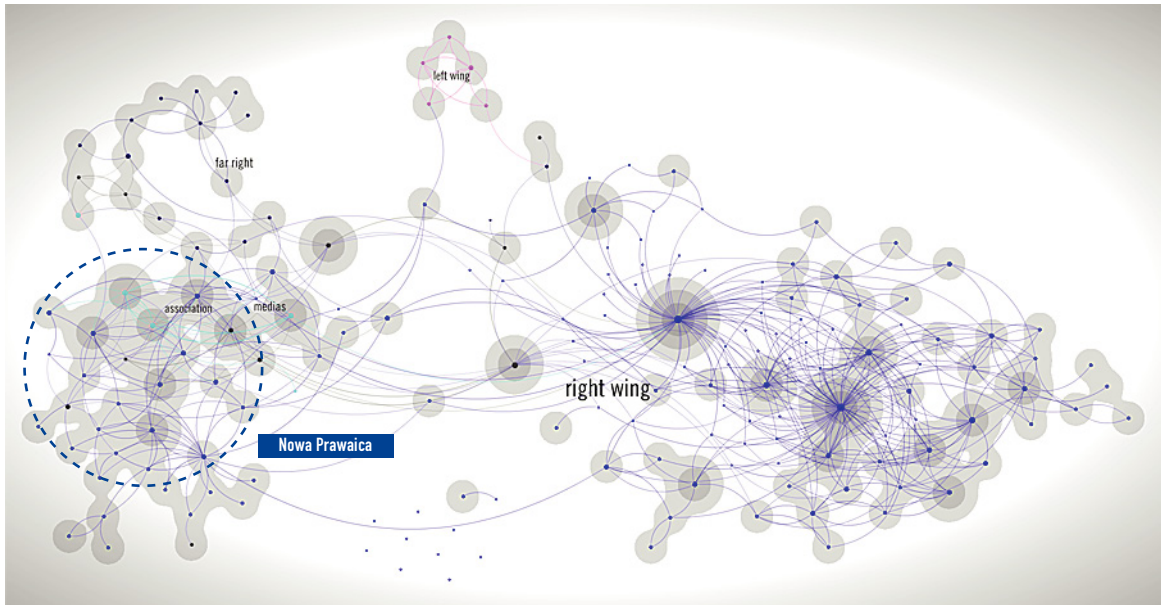 left wing
far right
association
medias
right wing
Nowa Prawaica